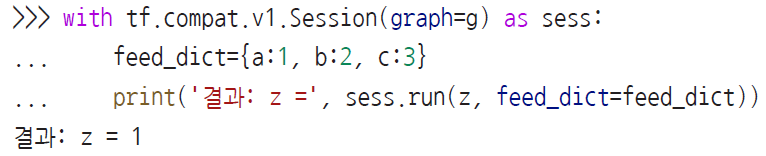 >>> with tf.compat.v1.Session(graph=g) as sess:
...     feed_dict={a:1, b:2, c:3}
...     print('결과: z =', sess.run(z, feed_dict=feed_dict))
결과: z = 1